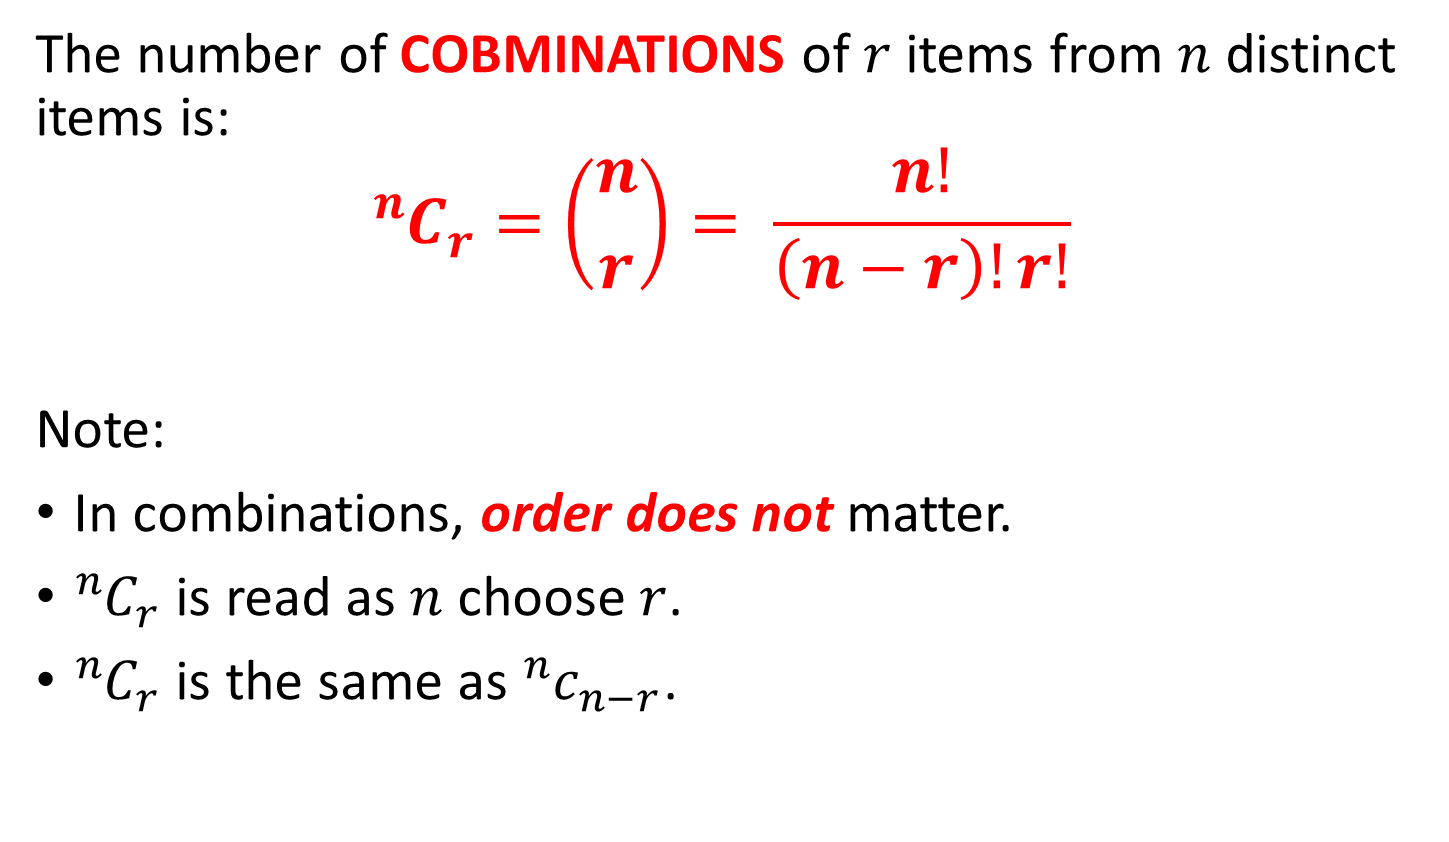 The number of COBMINATIONS of r items from n distinct
items is:
ⁿCᵣ = (n r) = n! / (n − r)! r!
Note:
• In combinations, order does not matter.
• ⁿCᵣ is read as n choose r.
• ⁿCᵣ is the same as ⁿcₙ₋ᵣ.